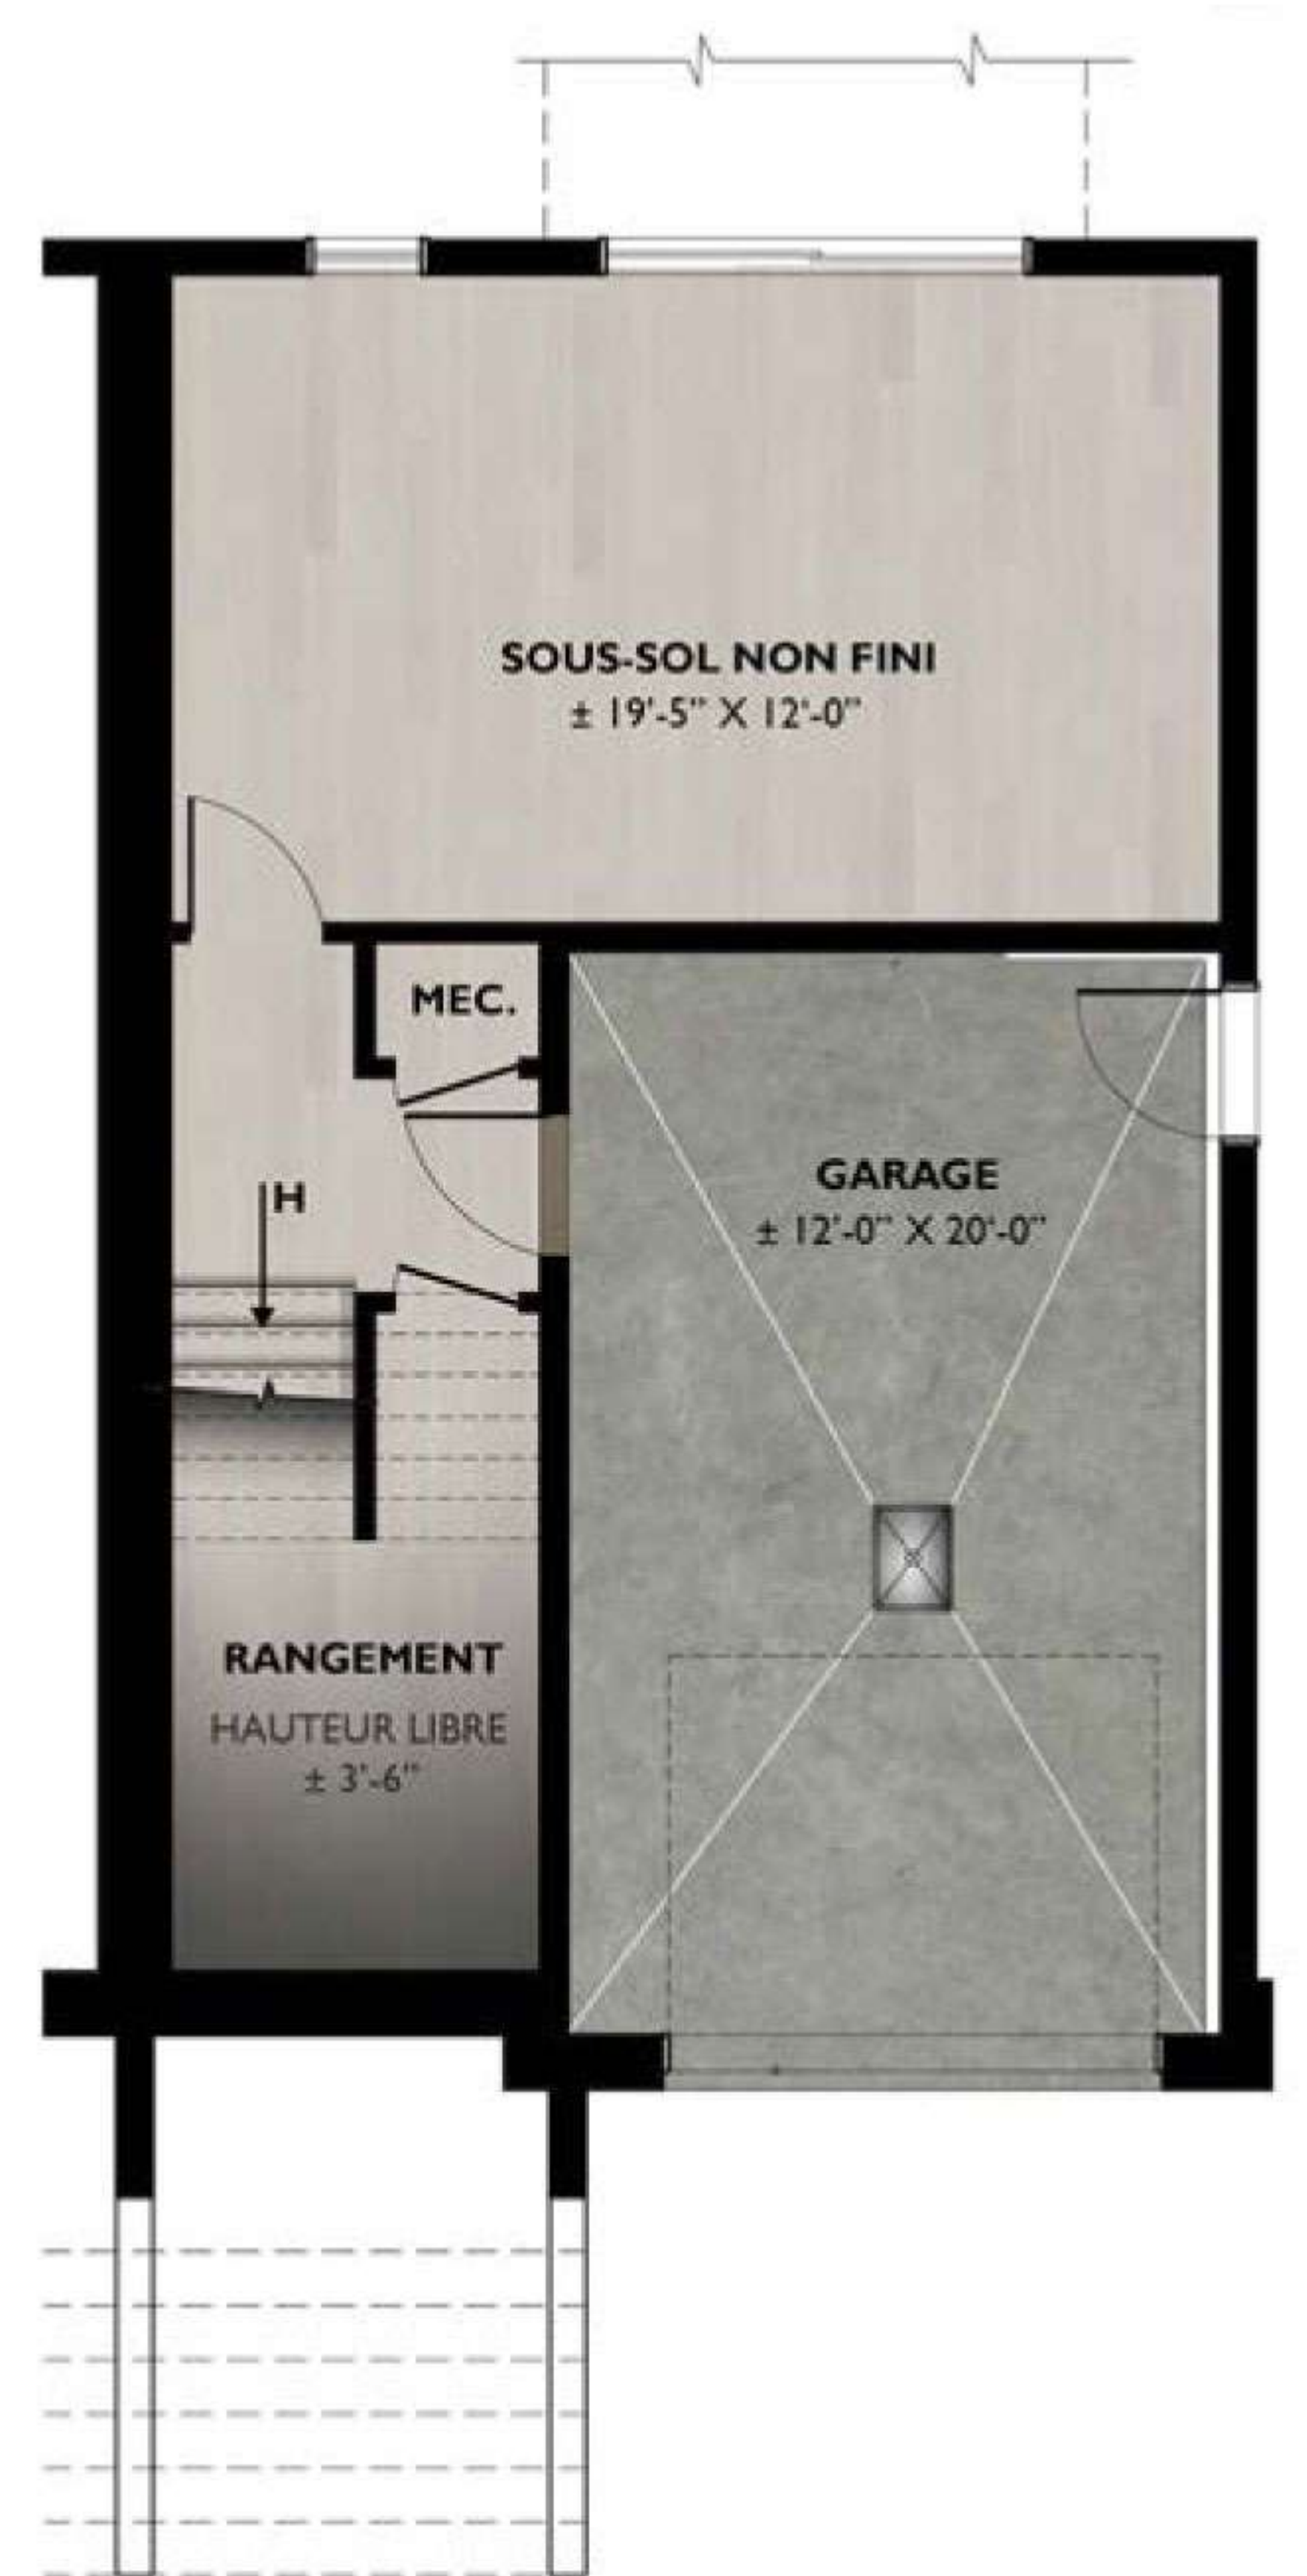 SOUS-SOL NON FINI
± 19'-5" X 12'-0"
MEC.
H
GARAGE
± 12'-0" X 20'-0"
RANGEMENT
HAUTEUR LIBRE
± 3'-6"